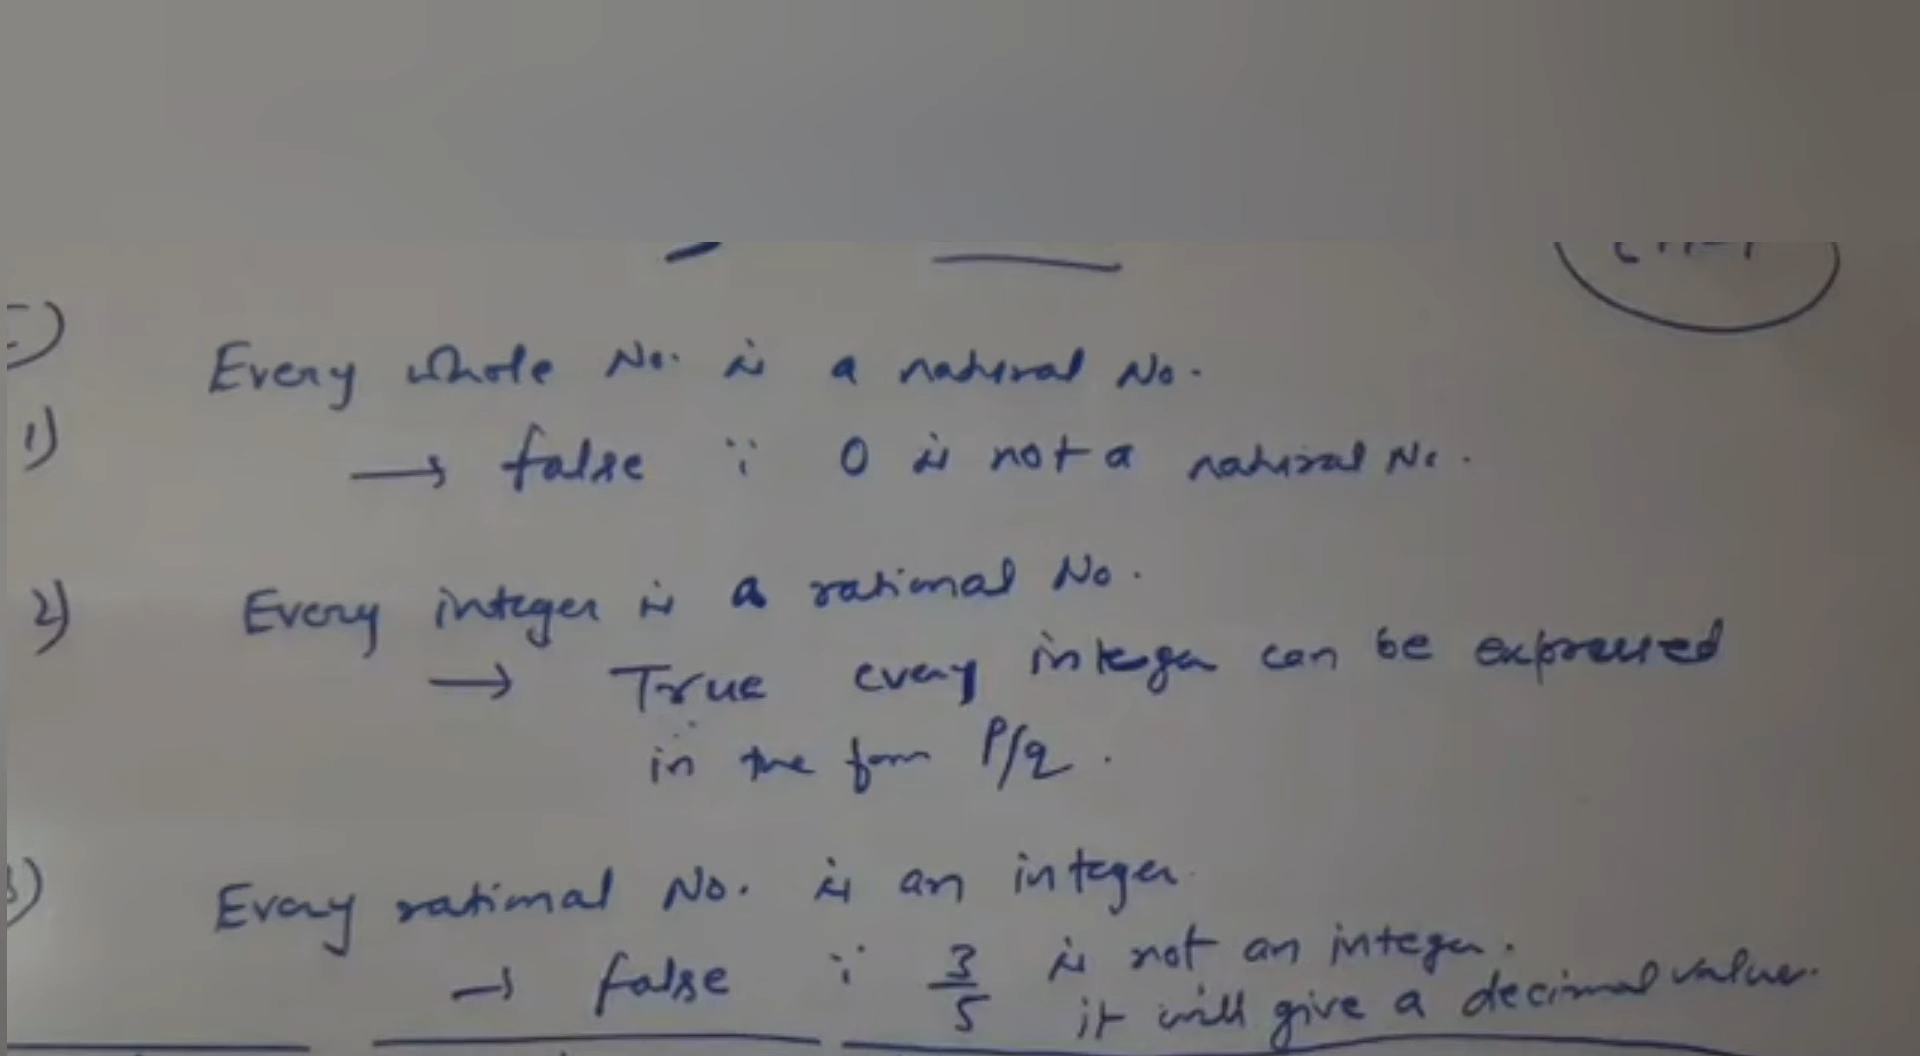 1) Every whole No. is a natural No.
→ false ∵ 0 is not a natural No.
2) Every integer is a rational No.
→ True every integer can be expressed
in the form P/q.
3) Every rational No. is an integer.
→ false ∵ 3/5 is not an integer.
it will give a decimal value.